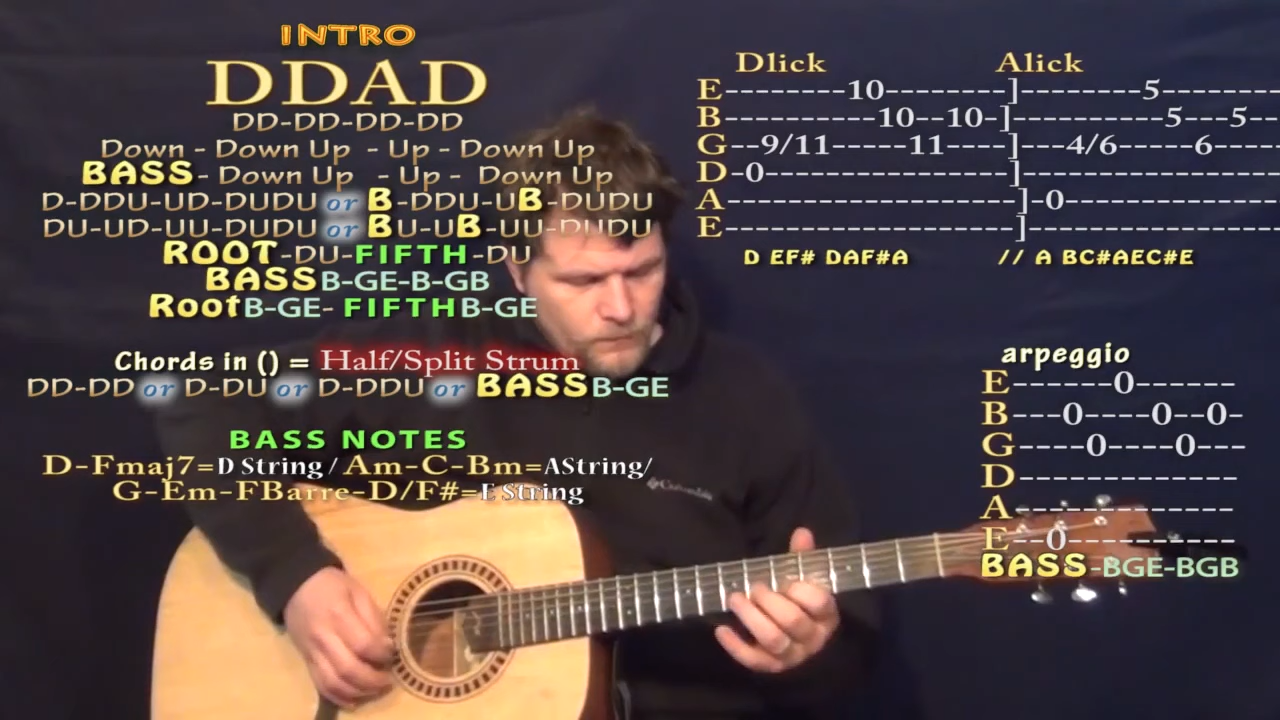 INTRO
DDAD
DD-DD-DD-DD
Down - Down Up - Up - Down Up
BASS - Down Up - Up - Down Up
D-DDU-UD-DUDU or B-DDU-UB-DUDU
DU-UD-UU-DUDU or BU-UB-UU-DUDU
ROOT-DU-FIFTH-DU
BASSB-GE-B-GB
RootB-GE- FIFTHB-GE
Chords in () = Half/Split Strum
DD-DD or D-DU or D-DDU or BASSB-GE
BASS NOTES
D-Fmaj7=D String / Am-C-Bm=AString/
G-Em-FBarre-D/F#=E String
Columbia
Dlick Alick
E--------10--------]--------5--------
B----------10--10-]----------5---5---
G--9/11------11----]---4/6-----6----
D-0-----------------]----------------
A-------------------]-0--------------
E-------------------]----------------
D EF# DAF#A // A BC#AEC#E
arpeggio
E------0------
B---0----0--0-
G----0----0---
D-------------
A-------------
E--0----------
BASS-BGE-BGB